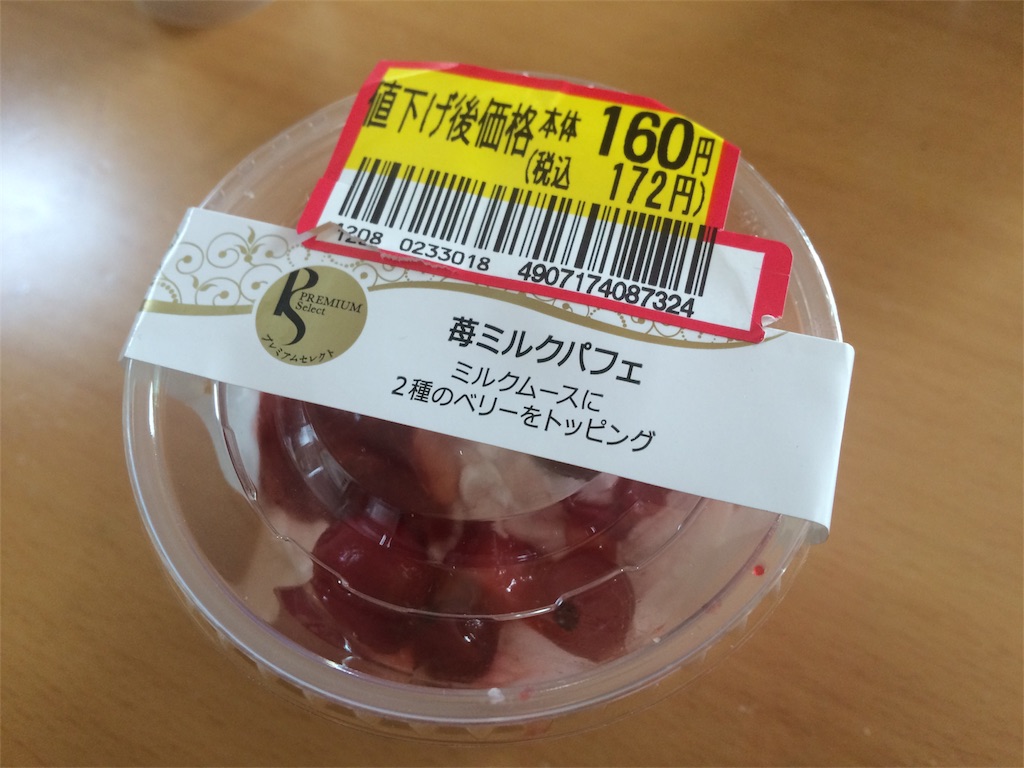 値下げ後価格 本体 160円
(税込 172円)
1208 0233018 4907174087324
PREMIUM
Select
プレミアムセレクト
苺ミルクパフェ
ミルクムースに
2種のベリーをトッピング